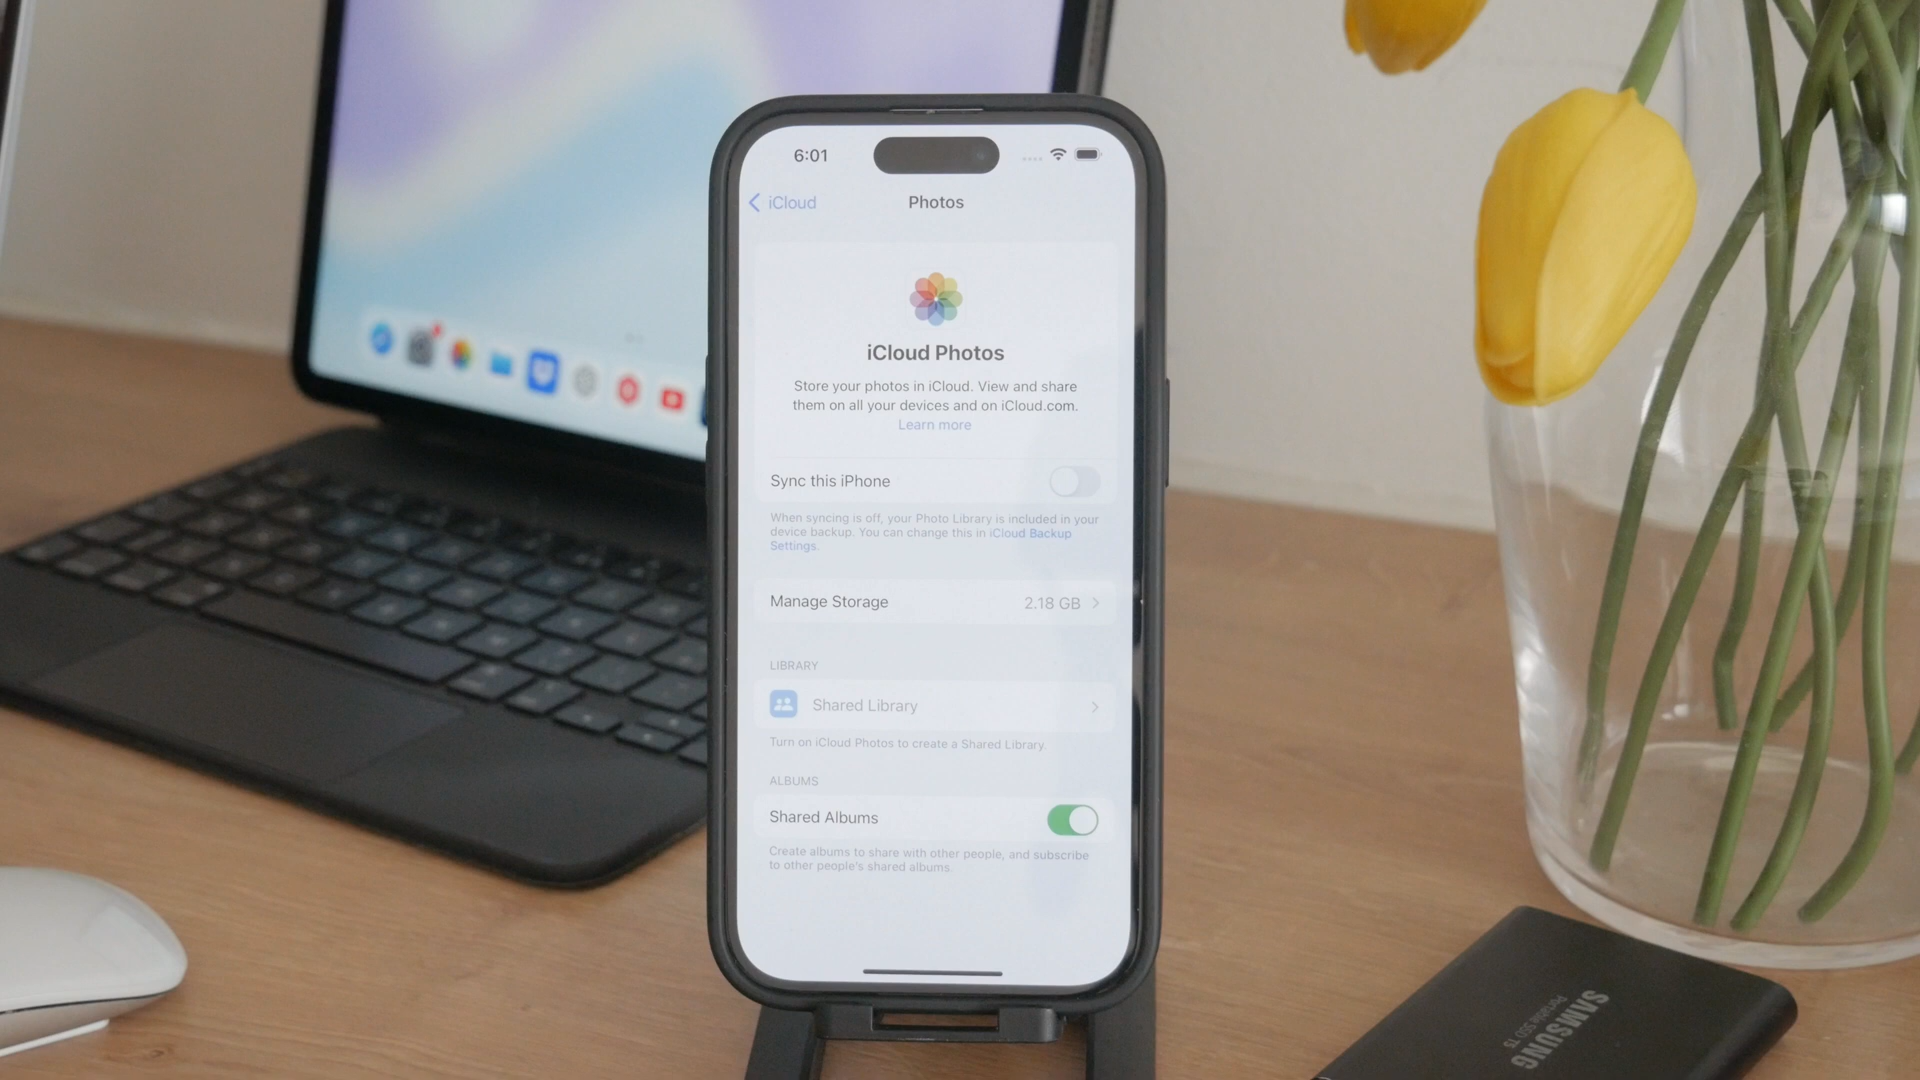 6:01
iCloud
Photos
iCloud Photos
Store your photos in iCloud. View and share
them on all your devices and on iCloud.com.
Learn more
Sync this iPhone
When syncing is off, your Photo Library is included in your
device backup. You can change this in iCloud Backup
Settings.
Manage Storage 2.18 GB
LIBRARY
Shared Library
Turn on iCloud Photos to create a Shared Library.
ALBUMS
Shared Albums
Create albums to share with other people, and subscribe
to other people's shared albums.
SAMSUNG
Portable SSD T5